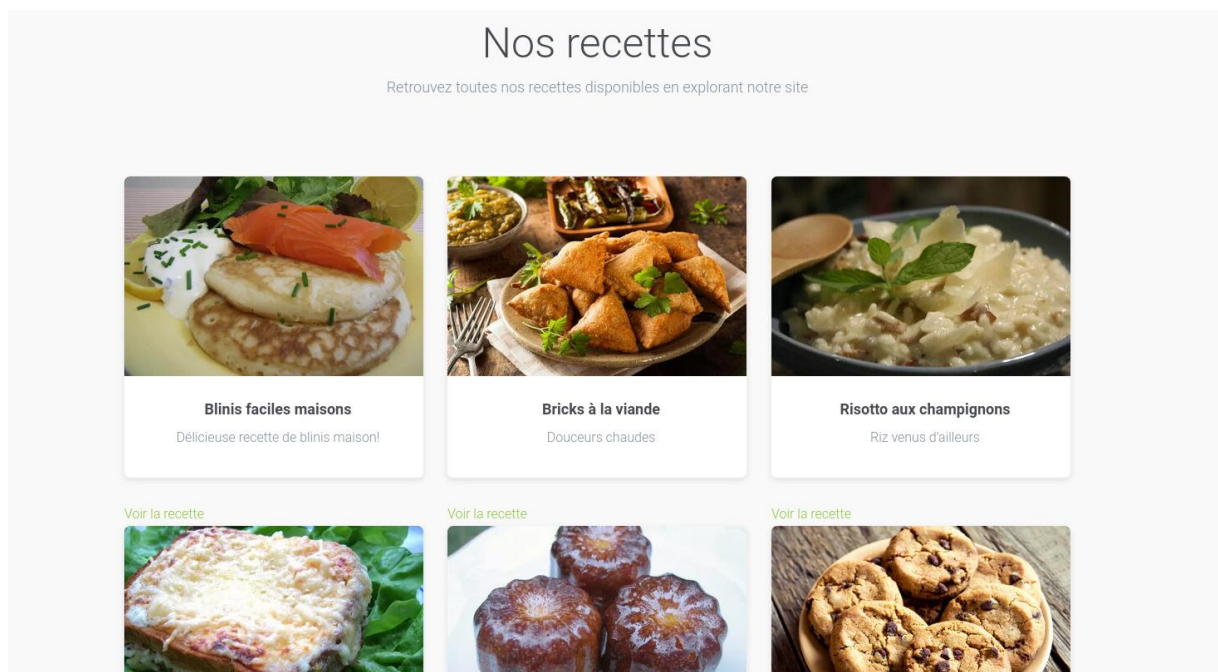 Nos recettes
Retrouvez toutes nos recettes disponibles en explorant notre site
Blinis faciles maisons
Délicieuse recette de blinis maison!
Bricks à la viande
Douceurs chaudes
Risotto aux champignons
Riz venus d'ailleurs
Voir la recette
Voir la recette
Voir la recette